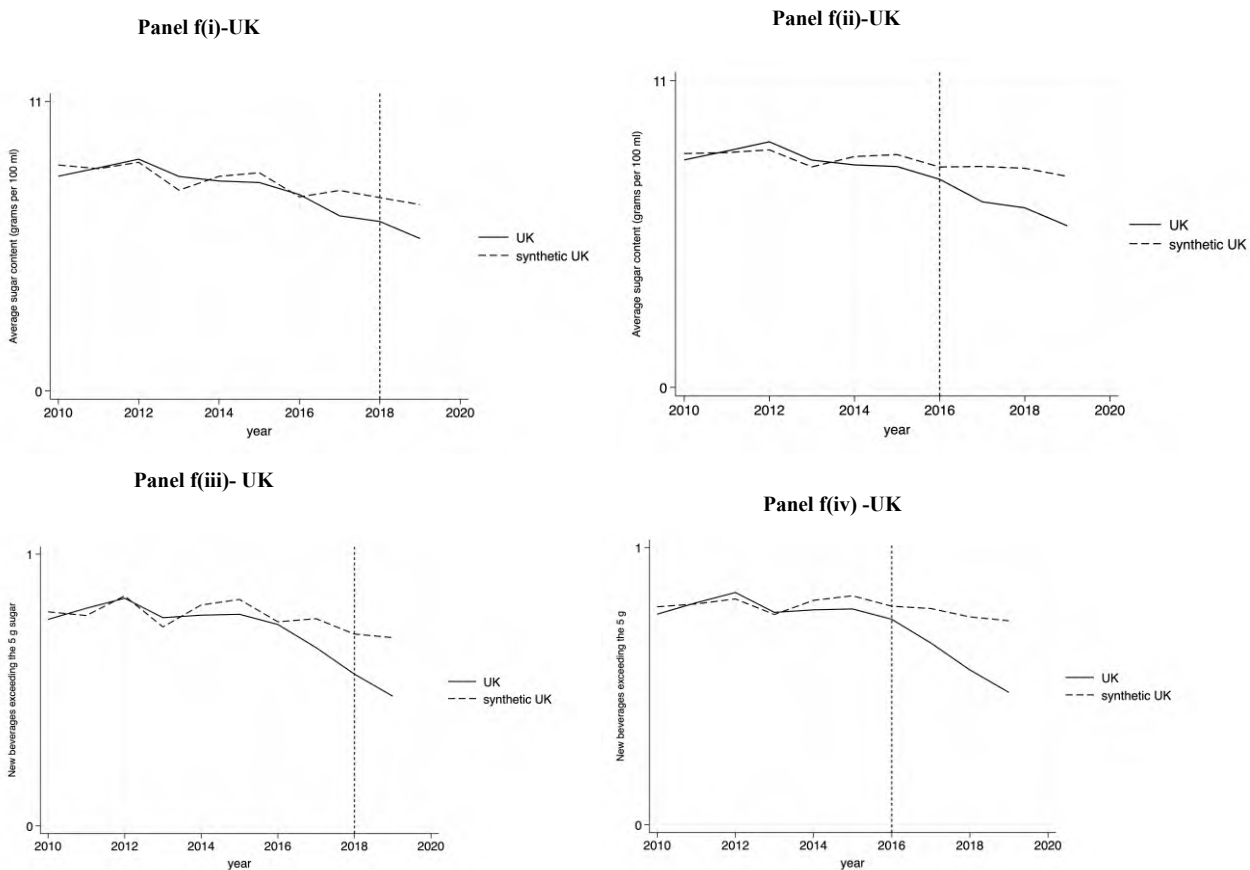 Panel f(i)-UK
Average sugar content (grams per 100 ml)
11
0
2010 2012 2014 2016 2018 2020
year
UK
synthetic UK
Panel f(ii)-UK
Average sugar content (grams per 100 ml)
11
0
2010 2012 2014 2016 2018 2020
year
UK
synthetic UK
Panel f(iii)- UK
New beverages exceeding the 5 g sugar
1
0
2010 2012 2014 2016 2018 2020
year
UK
synthetic UK
Panel f(iv) -UK
New beverages exceeding the 5 g
1
0
2010 2012 2014 2016 2018 2020
year
UK
synthetic UK